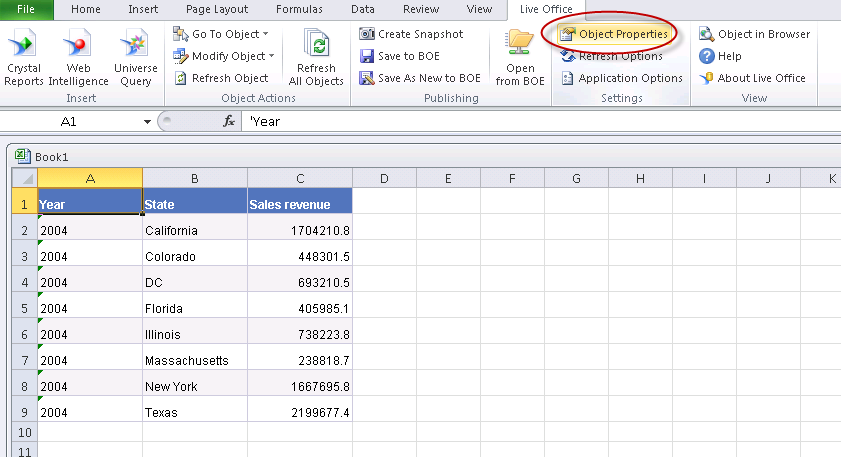 File Home Insert Page Layout Formulas Data Review View Live Office
Go To Object Create Snapshot Object Properties Object in Browser
Modify Object Save to BOE Refresh Options Help
Crystal Reports Web Intelligence Universe Query Refresh Object Refresh All Objects Save As New to BOE Open from BOE Application Options About Live Office
Insert Object Actions Publishing Settings View
A1 fx 'Year
Book1
A B C D E F G H I J K
1 Year State Sales revenue
2 2004 California 1704210.8
3 2004 Colorado 448301.5
4 2004 DC 693210.5
5 2004 Florida 405985.1
6 2004 Illinois 738223.8
7 2004 Massachusetts 238818.7
8 2004 New York 1667695.8
9 2004 Texas 2199677.4
10
11